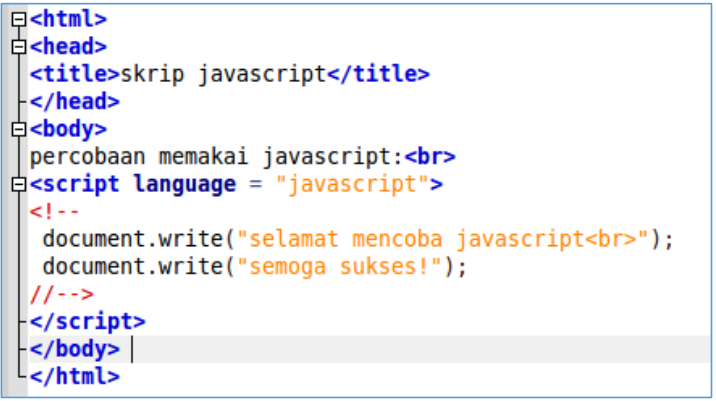 <html>
<head>
<title>skrip javascript</title>
</head>
<body>
percobaan memakai javascript:<br>
<script language = "javascript">
<!--
document.write("selamat mencoba javascript<br>");
document.write("semoga sukses!");
//-->
</script>
</body>
</html>